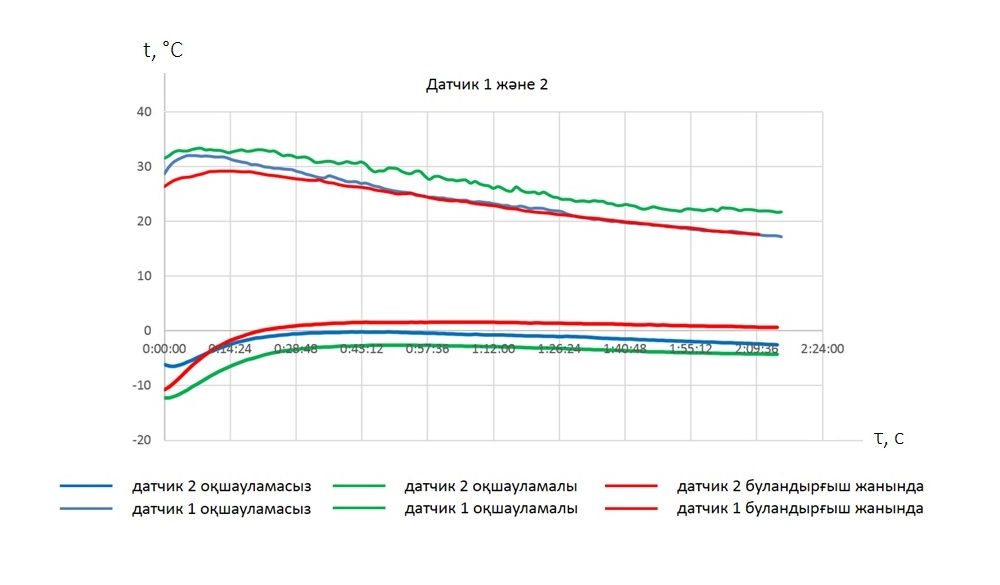 t, °C
Датчик 1 және 2
40
30
20
10
0
0:00:00 0:14:24 0:28:48 0:43:12 0:57:36 1:12:00 1:26:24 1:40:48 1:55:12 2:09:36 2:24:00
-10
-20
τ, с
датчик 2 оқшауламасыз датчик 2 оқшауламалы датчик 2 буландырғыш жанында
датчик 1 оқшауламасыз датчик 1 оқшауламалы датчик 1 буландырғыш жанында